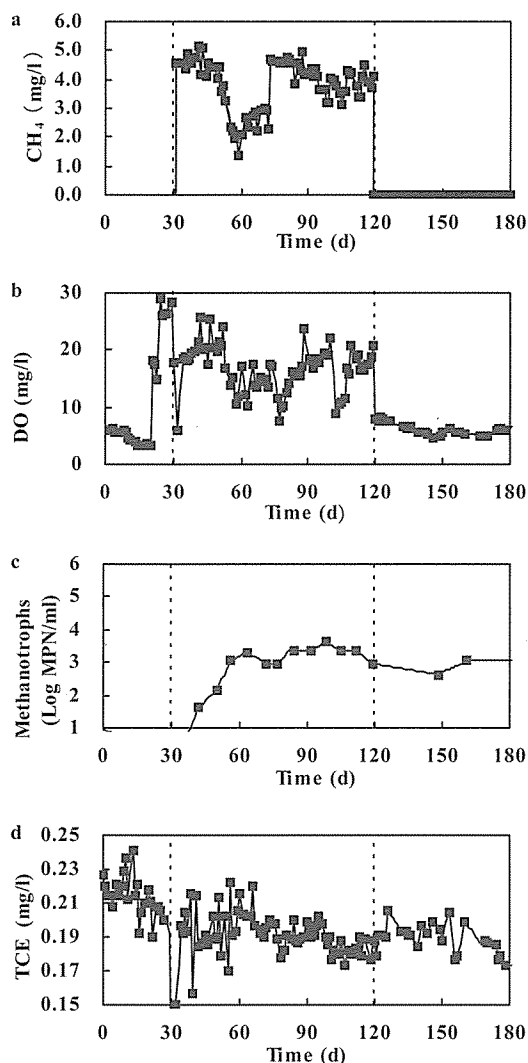 a
CH4 (mg/l)
6.0
5.0
4.0
3.0
2.0
1.0
0.0
0 30 60 90 120 150 180
Time (d)
b
DO (mg/l)
30
20
10
0
0 30 60 90 120 150 180
Time (d)
c
Methanotrophs
(Log MPN/ml)
6
5
4
3
2
1
0 30 60 90 120 150 180
Time (d)
d
TCE (mg/l)
0.25
0.23
0.21
0.19
0.17
0.15
0 30 60 90 120 150 180
Time (d)